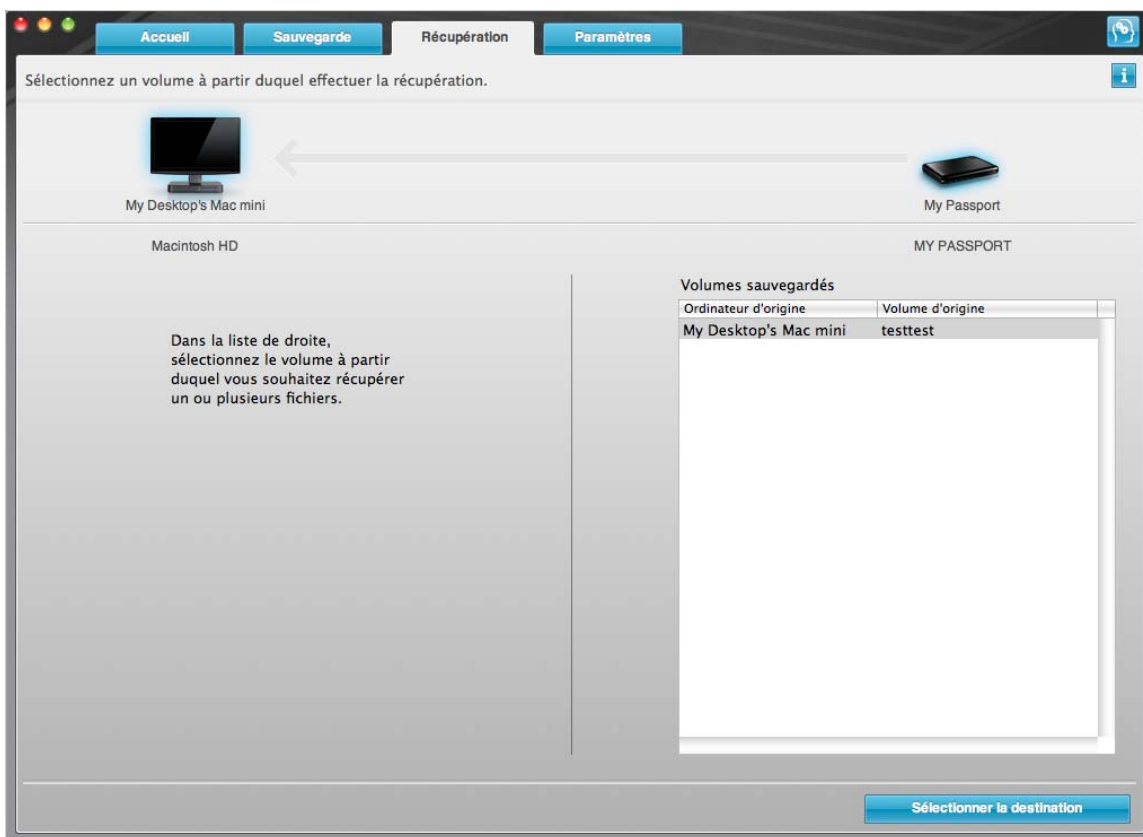 Accueil
Sauvegarde
Récupération
Paramètres
Sélectionnez un volume à partir duquel effectuer la récupération.
i
My Desktop's Mac mini
My Passport
Macintosh HD
MY PASSPORT
Dans la liste de droite,
sélectionnez le volume à partir
duquel vous souhaitez récupérer
un ou plusieurs fichiers.
Volumes sauvegardés
Ordinateur d'origine
Volume d'origine
My Desktop's Mac mini
testtest
Sélectionner la destination